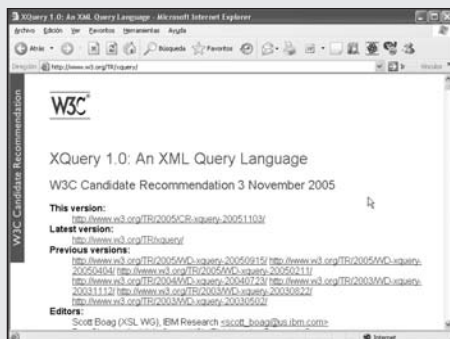 XQuery 1.0: An XML Query Language - Microsoft Internet Explorer
Archivo Edición Ver Favoritos Herramientas Ayuda
Atrás Búsqueda Favoritos
Dirección http://www.w3.org/TR/xquery/ Ir
W3C Candidate Recommendation
W3C
XQuery 1.0: An XML Query Language
W3C Candidate Recommendation 3 November 2005
This version:
http://www.w3.org/TR/2005/CR-xquery-20051103/
Latest version:
http://www.w3.org/TR/xquery/
Previous versions:
http://www.w3.org/TR/2005/WD-xquery-20050915/ http://www.w3.org/TR/2005/WD-xquery-
20050404/ http://www.w3.org/TR/2005/WD-xquery-20050211/
http://www.w3.org/TR/2004/WD-xquery-20040723/ http://www.w3.org/TR/2003/WD-xquery-
20031112/ http://www.w3.org/TR/2003/WD-xquery-20030822/
http://www.w3.org/TR/2003/WD-xquery-20030502/
Editors:
Scott Boag (XSL WG), IBM Research <scott_boag@us.ibm.com>
Internet